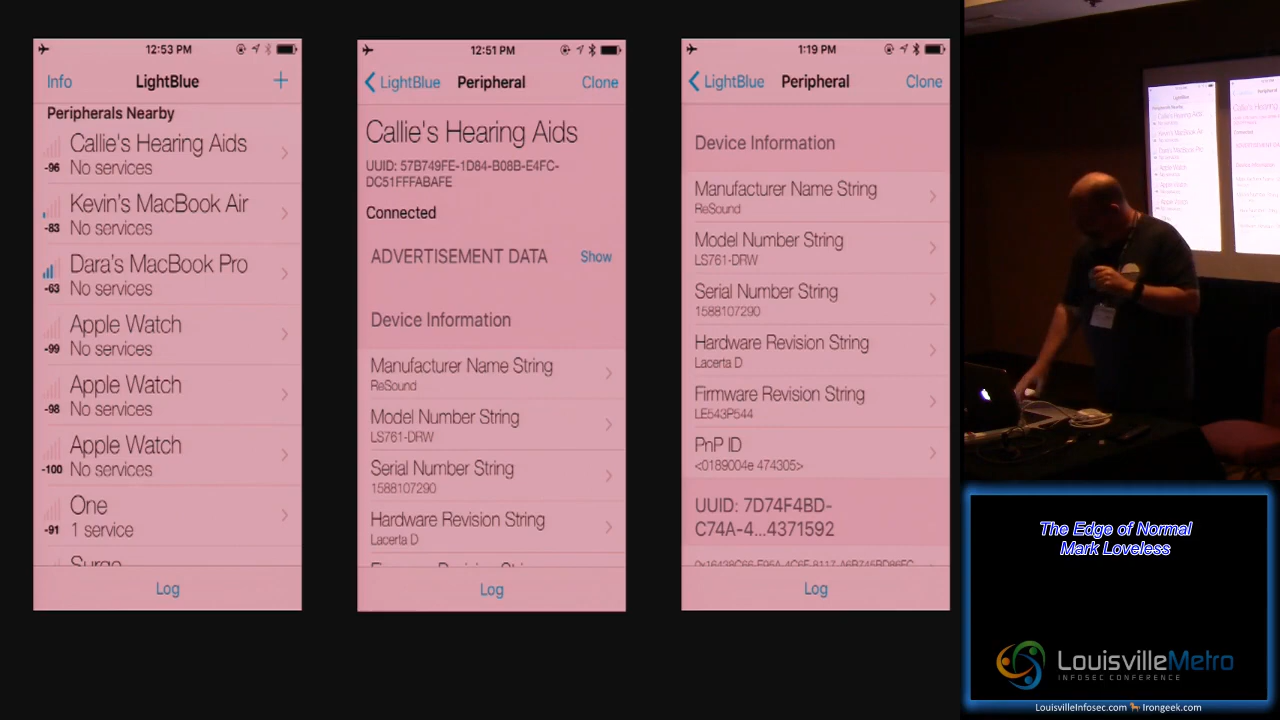 12:53 PM
Info
LightBlue
+
Peripherals Nearby
Callie's Hearing Aids
-96
No services
Kevin's MacBook Air
-83
No services
Dara's MacBook Pro
-63
No services
Apple Watch
-99
No services
Apple Watch
-98
No services
Apple Watch
-100
No services
One
-91
1 service
Log
12:51 PM
LightBlue
Peripheral
Clone
Callie's Hearing Aids
UUID: 57B749FE-1D84-B08B-E4FC-
DC51FFFABAFE
Connected
ADVERTISEMENT DATA
Show
Device Information
Manufacturer Name String
ReSound
Model Number String
LS761-DRW
Serial Number String
1588107290
Hardware Revision String
Lacerta D
Log
1:19 PM
LightBlue
Peripheral
Clone
Device Information
Manufacturer Name String
ReSound
Model Number String
LS761-DRW
Serial Number String
1588107290
Hardware Revision String
Lacerta D
Firmware Revision String
LE543P544
PnP ID
<0189004e 474305>
UUID: 7D74F4BD-
C74A-4...4371592
Log
The Edge of Normal
Mark Loveless
LouisvilleMetro
INFOSEC CONFERENCE
LouisvilleInfosec.com Irongeek.com